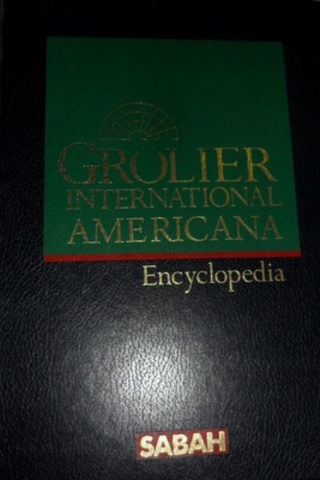 GROLIER
INTERNATIONAL
AMERICANA
Encyclopedia
SABAH